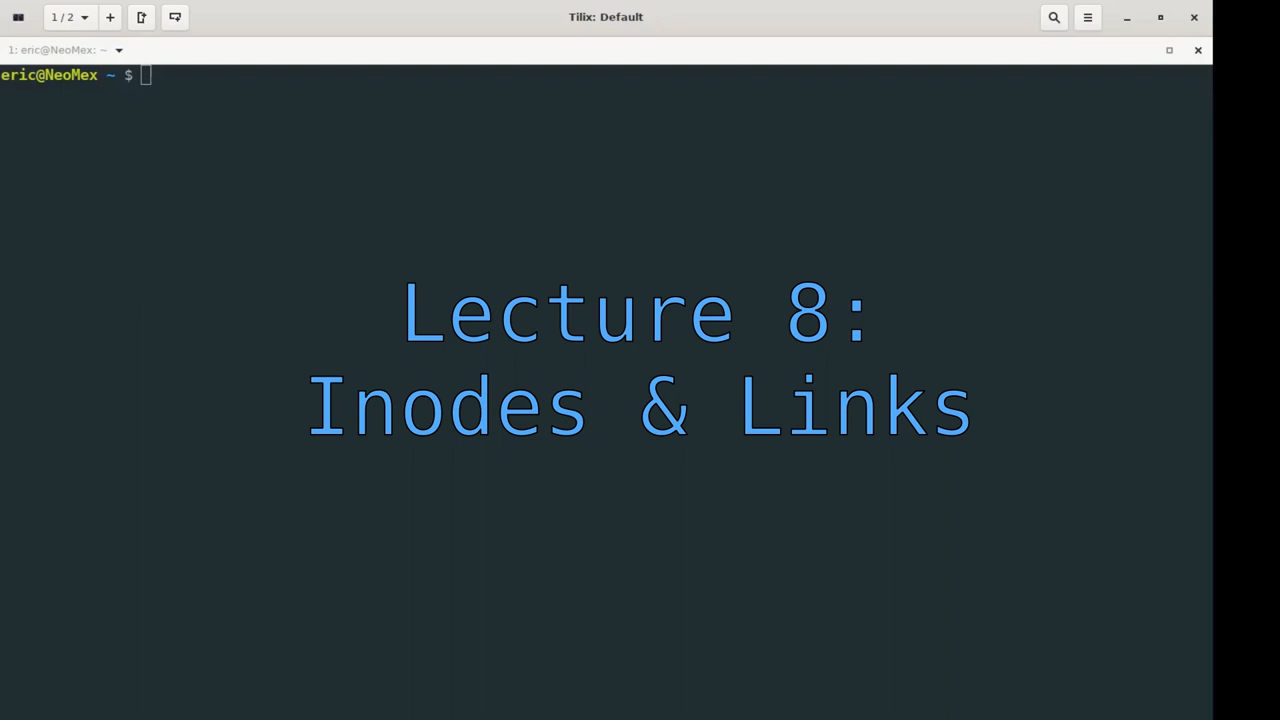 1 / 2
Tilix: Default
1: eric@NeoMex: ~
eric@NeoMex ~ $
Lecture 8:
Inodes & Links